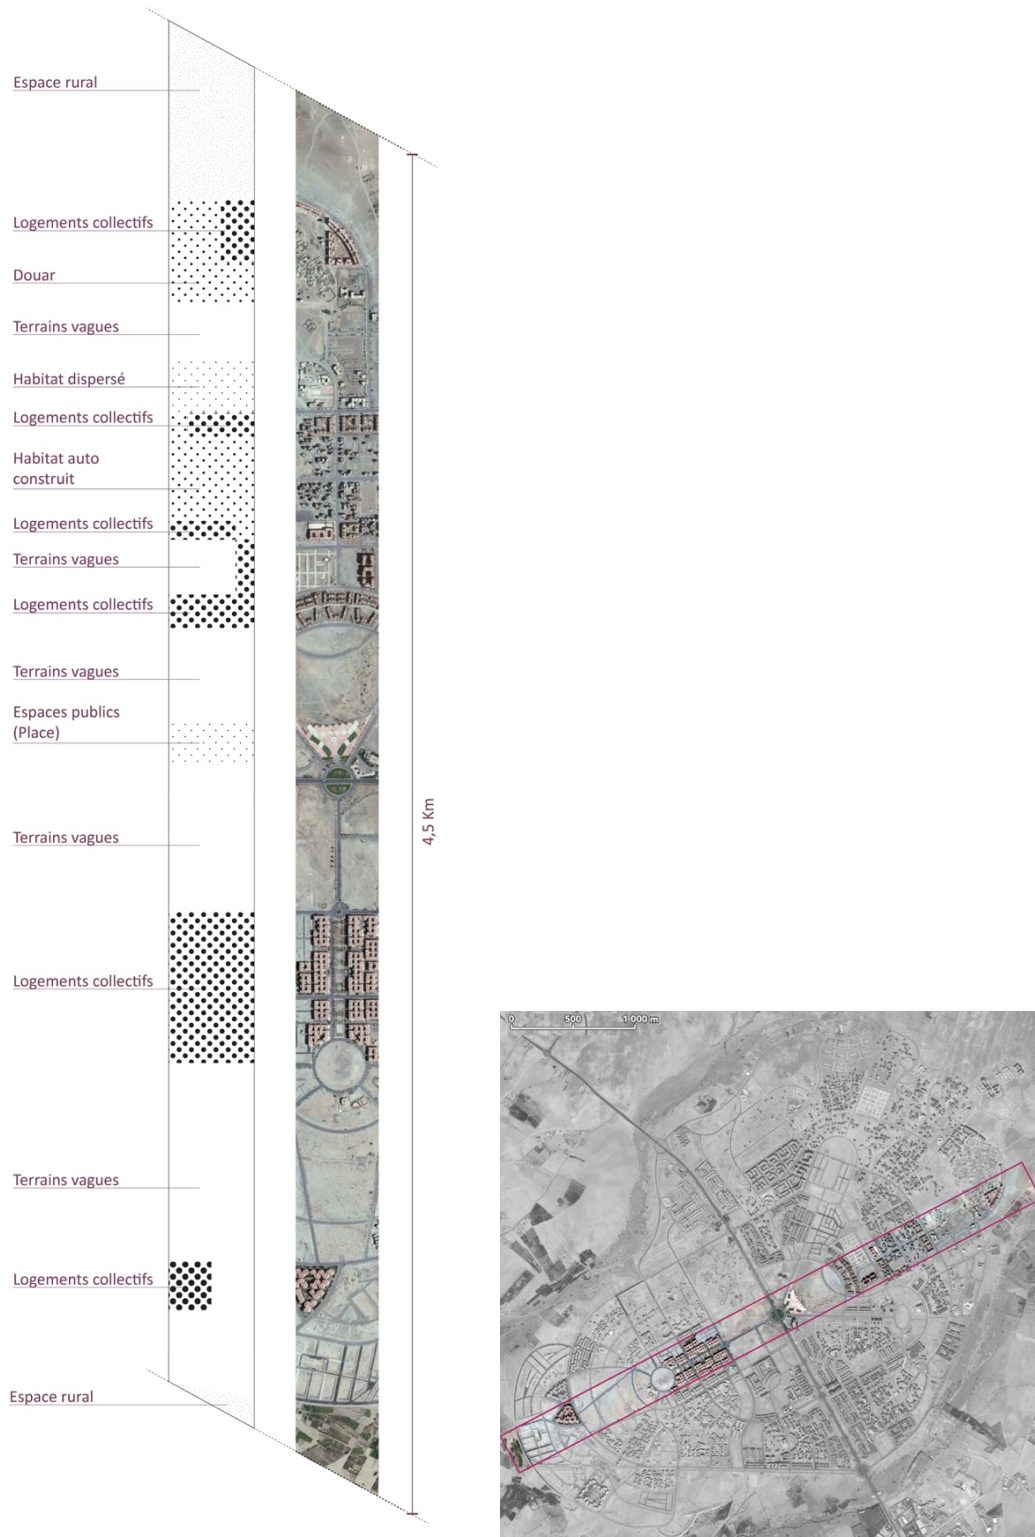 Espace rural
Logements collectifs
Douar
Terrains vagues
Habitat dispersé
Logements collectifs
Habitat auto
construit
Logements collectifs
Terrains vagues
Logements collectifs
Terrains vagues
Espaces publics
(Place)
Terrains vagues
Logements collectifs
Terrains vagues
Logements collectifs
Espace rural
4,5 Km
0 500 1 000 m